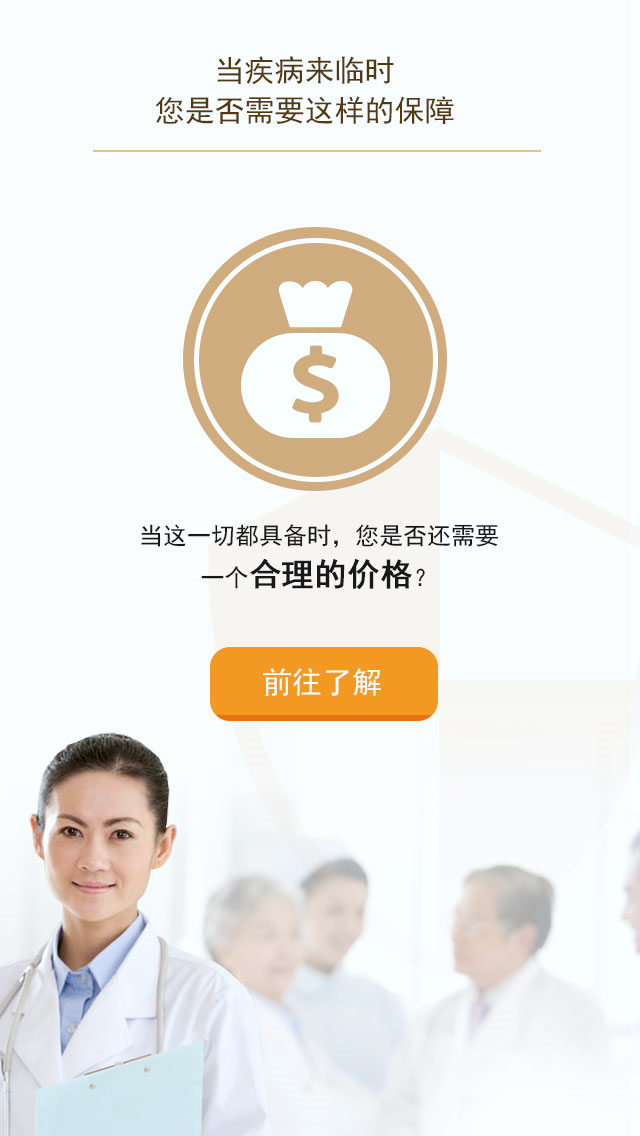 当疾病来临时
您是否需要这样的保障
$
当这一切都具备时，您是否还需要
一个合理的价格？
前往了解